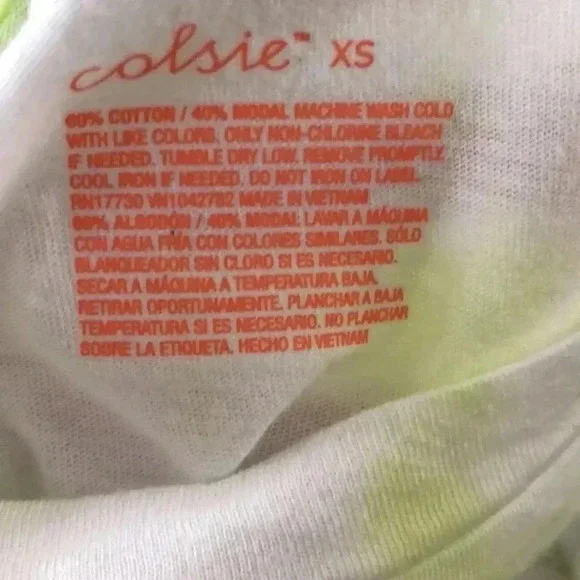 colsie™ XS
60% COTTON / 40% MODAL MACHINE WASH COLD
WITH LIKE COLORS. ONLY NON-CHLORINE BLEACH
IF NEEDED. TUMBLE DRY LOW. REMOVE PROMPTLY.
COOL IRON IF NEEDED. DO NOT IRON ON LABEL.
RN17730 VN1042782 MADE IN VIETNAM
60% ALGODÓN / 40% MODAL LAVAR A MÁQUINA
CON AGUA FRÍA CON COLORES SIMILARES. SÓLO
BLANQUEADOR SIN CLORO SI ES NECESARIO.
SECAR A MÁQUINA A TEMPERATURA BAJA.
RETIRAR OPORTUNAMENTE. PLANCHAR A BAJA
TEMPERATURA SI ES NECESARIO. NO PLANCHAR
SOBRE LA ETIQUETA. HECHO EN VIETNAM